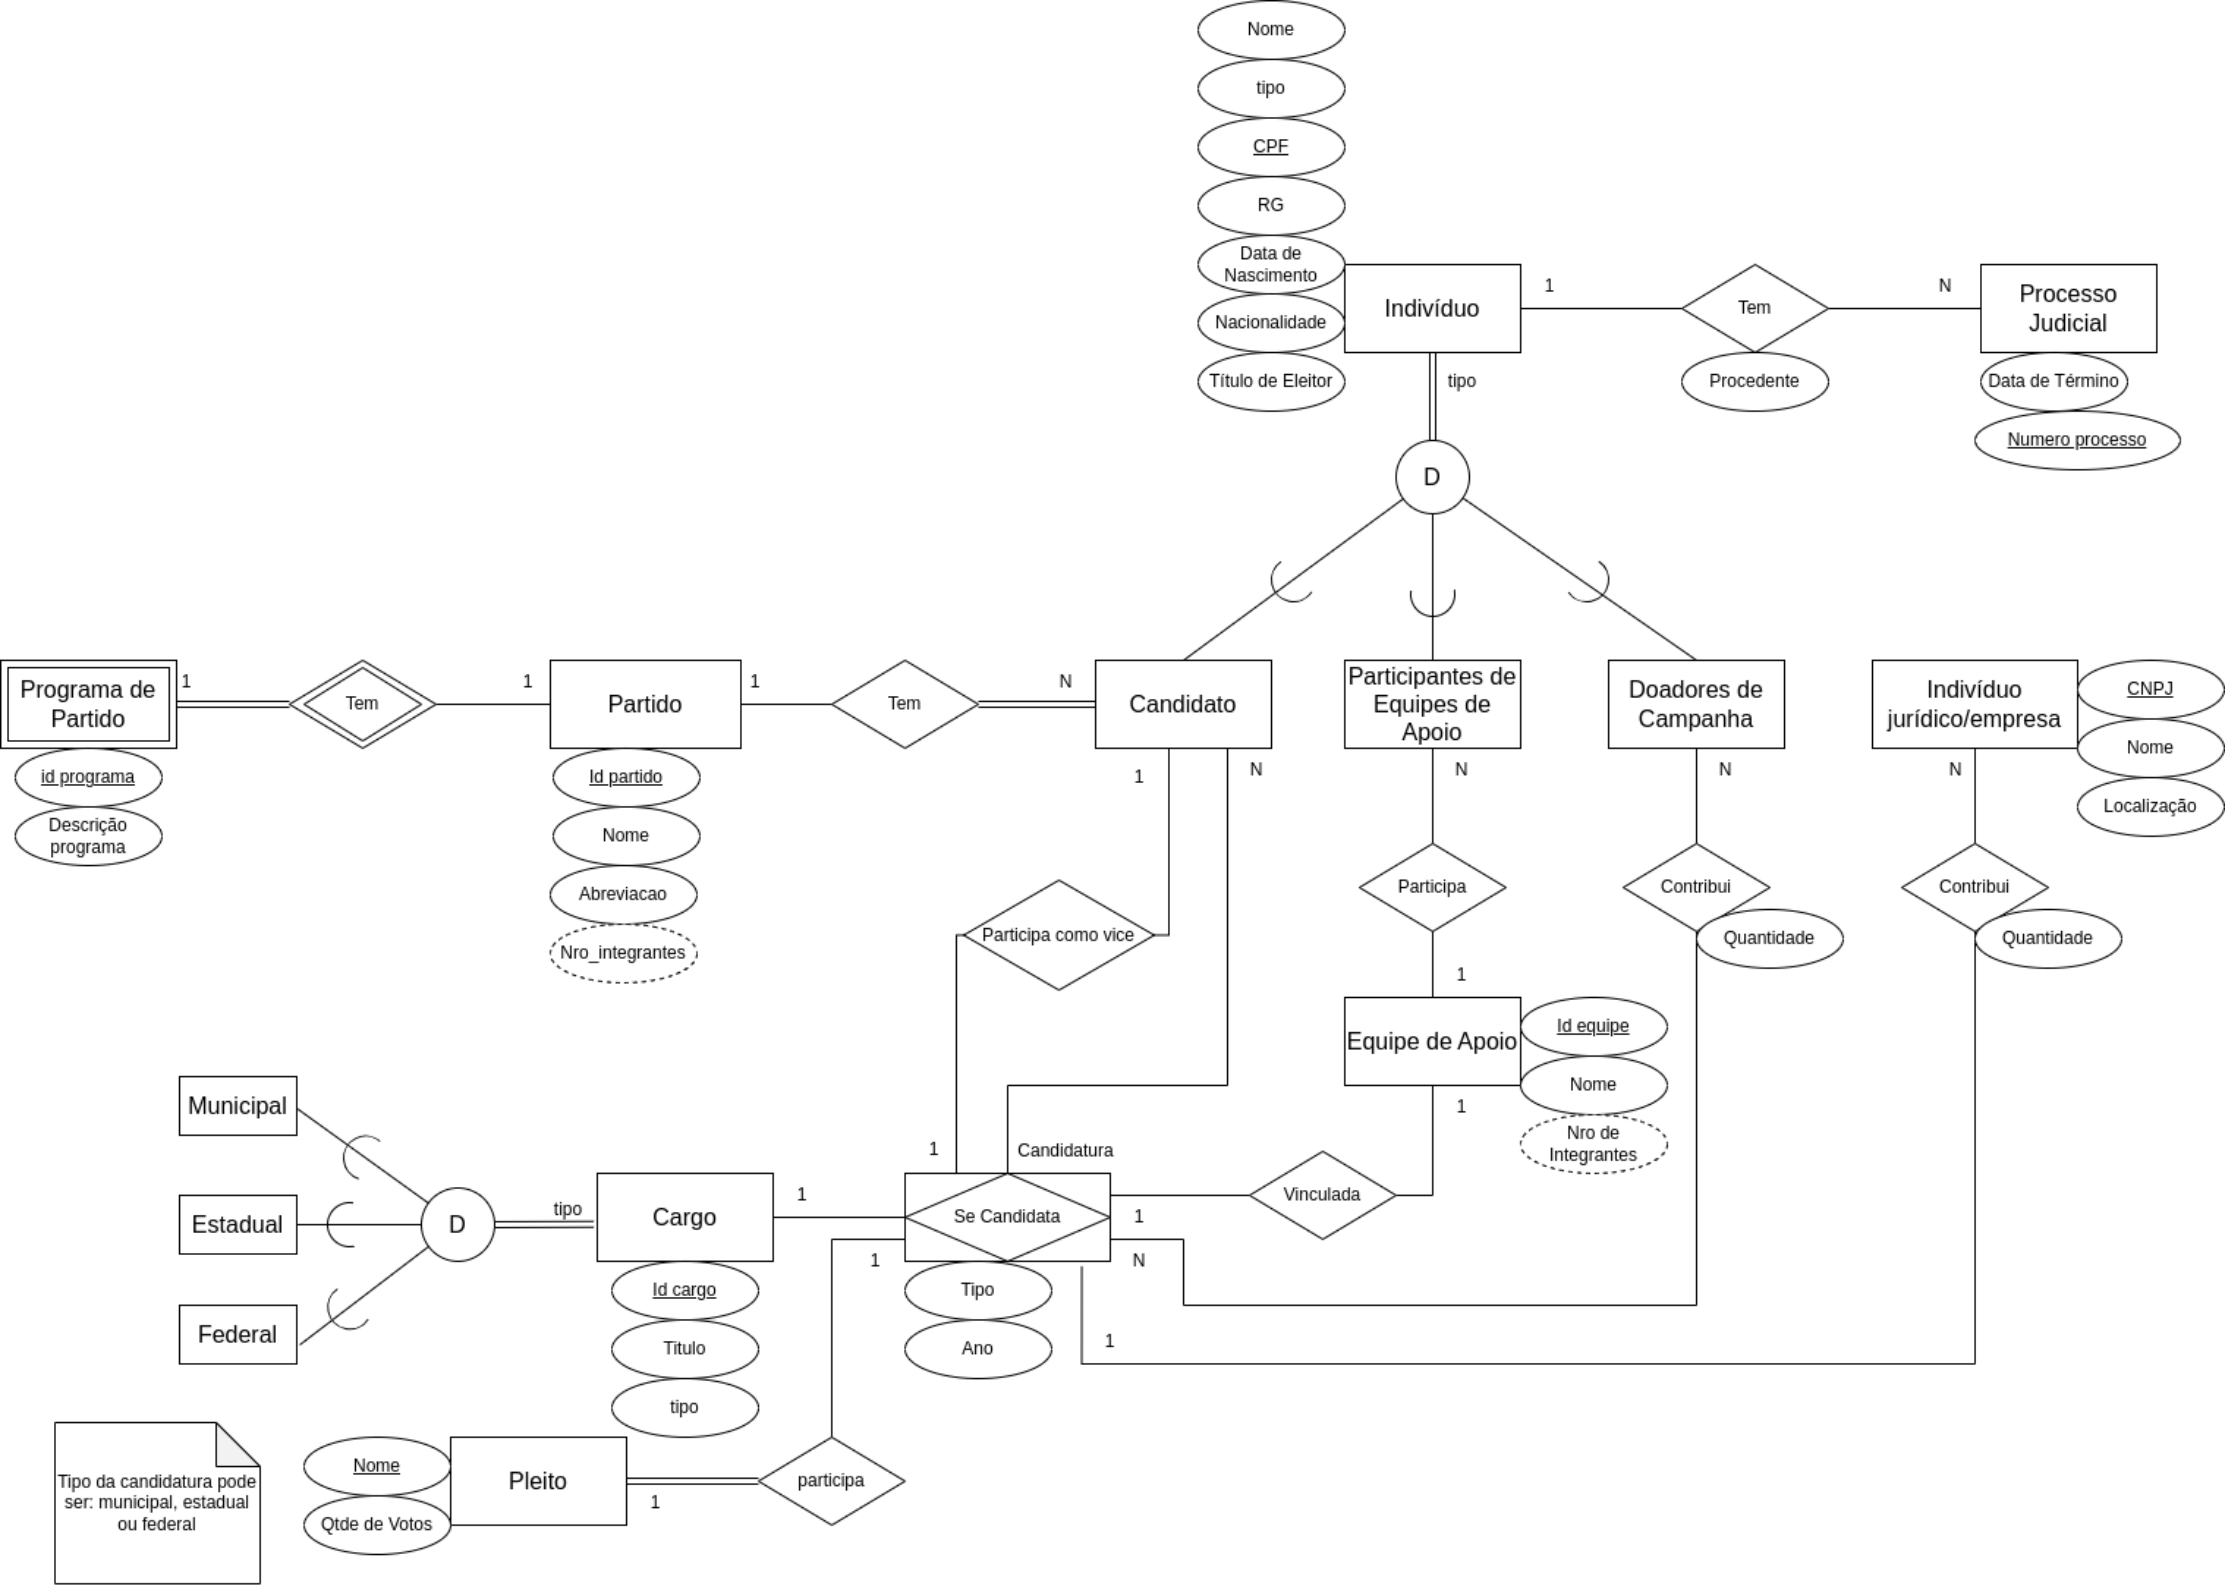 Nome
tipo
CPF
RG
Data de
Nascimento
Nacionalidade
Título de Eleitor
Indivíduo
1
Tem
N
Processo
Judicial
tipo
Procedente
Data de Término
Numero processo
D
Programa de
Partido
1
Tem
1
Partido
1
Tem
N
Candidato
Participantes de
Equipes de
Apoio
Doadores de
Campanha
Indivíduo
jurídico/empresa
CNPJ
Nome
Localização
id programa
Descrição
programa
Id partido
Nome
Abreviacao
Nro_integrantes
1
N
N
N
N
Participa como vice
Participa
Contribui
Quantidade
Contribui
Quantidade
1
Equipe de Apoio
Id equipe
Nome
Nro de
Integrantes
1
Municipal
Estadual
Federal
D
tipo
Cargo
1
1
Candidatura
Se Candidata
1
Vinculada
N
1
1
Id cargo
Titulo
tipo
Tipo
Ano
Tipo da candidatura pode
ser: municipal, estadual
ou federal
Nome
Qtde de Votos
Pleito
1
participa